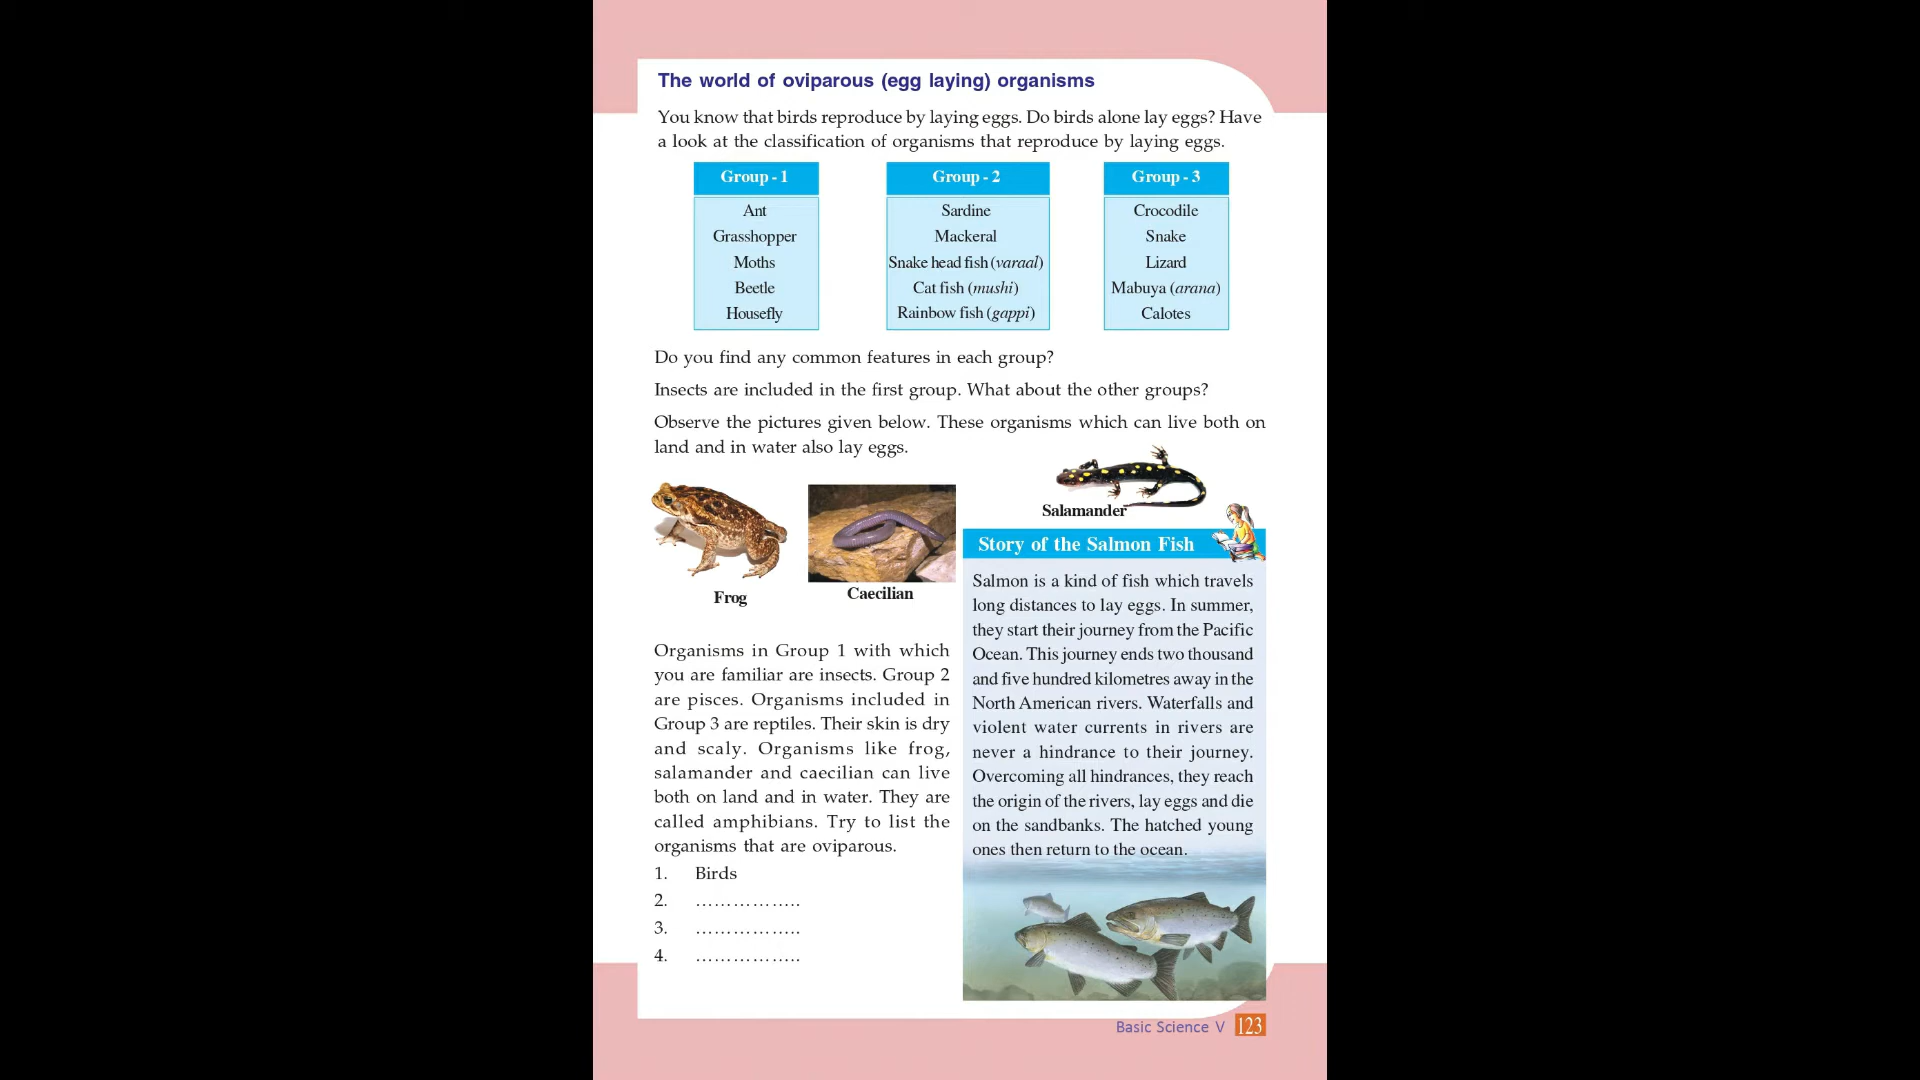 The world of oviparous (egg laying) organisms
You know that birds reproduce by laying eggs. Do birds alone lay eggs? Have
a look at the classification of organisms that reproduce by laying eggs.
Group - 1
Ant
Grasshopper
Moths
Beetle
Housefly
Group - 2
Sardine
Mackeral
Snake head fish (varaal)
Cat fish (mushi)
Rainbow fish (gappi)
Group - 3
Crocodile
Snake
Lizard
Mabuya (arana)
Calotes
Do you find any common features in each group?
Insects are included in the first group. What about the other groups?
Observe the pictures given below. These organisms which can live both on
land and in water also lay eggs.
Frog
Caecilian
Salamander
Organisms in Group 1 with which
you are familiar are insects. Group 2
are pisces. Organisms included in
Group 3 are reptiles. Their skin is dry
and scaly. Organisms like frog,
salamander and caecilian can live
both on land and in water. They are
called amphibians. Try to list the
organisms that are oviparous.
1. Birds
2. ……………..
3. ……………..
4. ……………..
Story of the Salmon Fish
Salmon is a kind of fish which travels
long distances to lay eggs. In summer,
they start their journey from the Pacific
Ocean. This journey ends two thousand
and five hundred kilometres away in the
North American rivers. Waterfalls and
violent water currents in rivers are
never a hindrance to their journey.
Overcoming all hindrances, they reach
the origin of the rivers, lay eggs and die
on the sandbanks. The hatched young
ones then return to the ocean.
Basic Science V 123